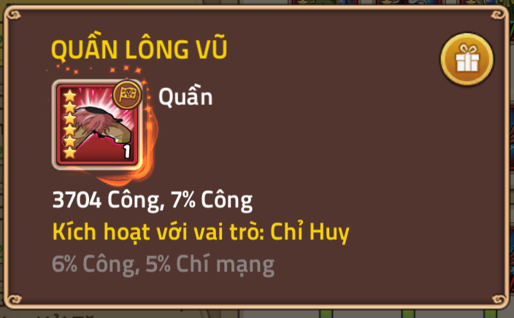 QUẦN LÔNG VŨ
Quần
1
3704 Công, 7% Công
Kích hoạt với vai trò: Chỉ Huy
6% Công, 5% Chí mạng